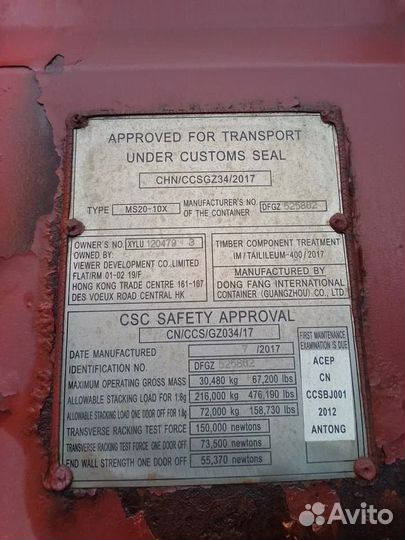 APPROVED FOR TRANSPORT
UNDER CUSTOMS SEAL
CHN/CCSGZ34/2017
TYPE MS20-10X MANUFACTURER'S NO. OF THE CONTAINER DFGZ 525862
OWNER'S NO. XYLU 120479 3
OWNED BY:
VIEWER DEVELOPMENT CO.,LIMITED
FLAT/RM 01-02 19/F
HONG KONG TRADE CENTRE 161-167
DES VOEUX ROAD CENTRAL HK
TIMBER COMPONENT TREATMENT
IM/TAILILEUM-400/2017
MANUFACTURED BY
DONG FANG INTERNATIONAL
CONTAINER (GUANGZHOU) CO., LTD
CSC SAFETY APPROVAL
CN/CCS/GZ034/17
DATE MANUFACTURED /2017
IDENTIFICATION NO. DFGZ 525862
MAXIMUM OPERATING GROSS MASS 30,480 kg 67,200 lbs
ALLOWABLE STACKING LOAD FOR 1.8g 216,000 kg 476,190 lbs
ALLOWABLE STACKING LOAD ONE DOOR OFF FOR 1.8g 72,000 kg 158,730 lbs
TRANSVERSE RACKING TEST FORCE 150,000 newtons
TRANSVERSE RACKING TEST FORCE ONE DOOR OFF 73,500 newtons
END WALL STRENGTH ONE DOOR OFF 55,370 newtons
FIRST MAINTENANCE
EXAMINATION IS DUE
ACEP
CN
CCSBJ001
2012
ANTONG
Avito